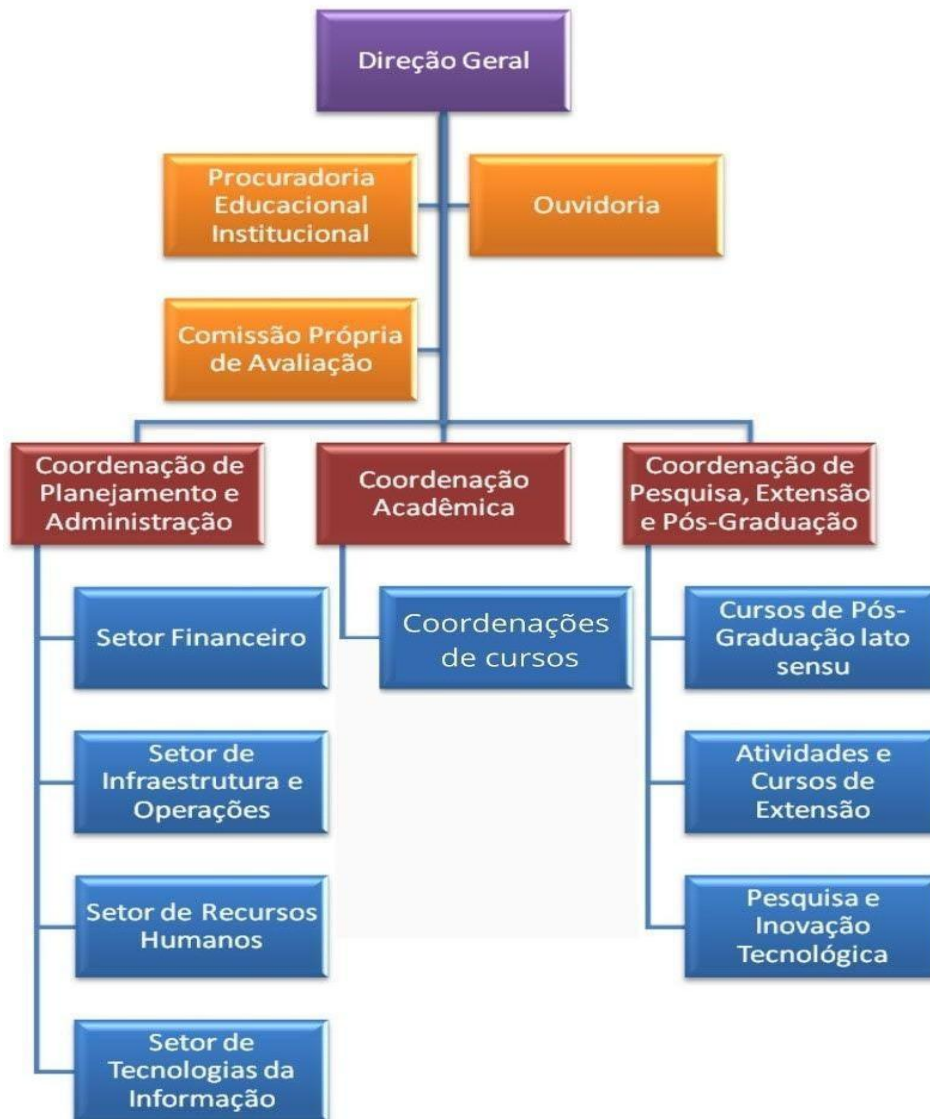 Direção Geral
Procuradoria
Educacional
Institucional
Ouvidoria
Comissão Própria
de Avaliação
Coordenação de
Planejamento e
Administração
Coordenação
Acadêmica
Coordenação de
Pesquisa, Extensão
e Pós-Graduação
Setor Financeiro
Setor de
Infraestrutura e
Operações
Setor de Recursos
Humanos
Setor de
Tecnologias da
Informação
Coordenações
de cursos
Cursos de Pós-
Graduação lato
sensu
Atividades e
Cursos de
Extensão
Pesquisa e
Inovação
Tecnológica